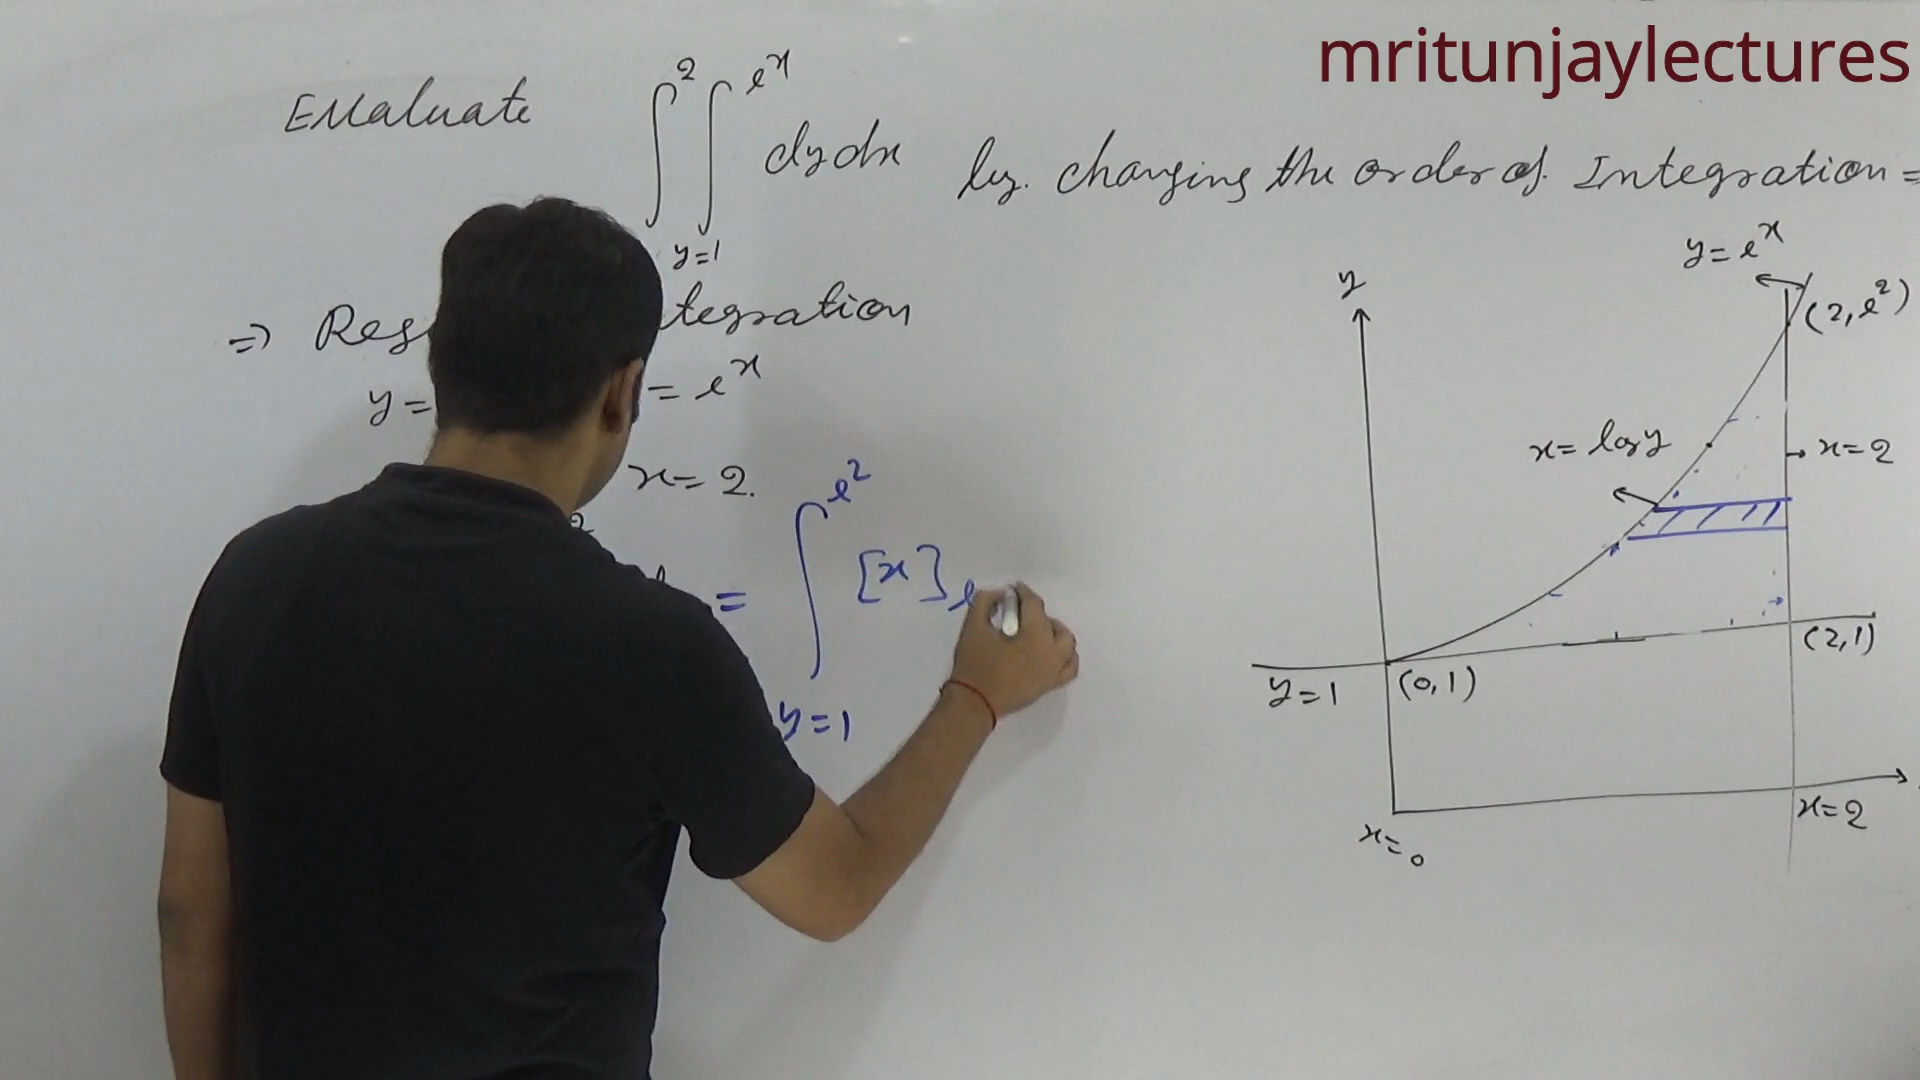 mritunjaylectures
Evaluate ∫² ∫_{y=1}^{e^x} dy dx by changing the order of Integration =
⇒ tegration
y = = e^x
x = 2.
= ∫_{y=1}^{e^2} [x]
y
y = e^x
(2, e^2)
x = log y
x = 2
(2,1)
y = 1 (0,1)
x = 2
x = 0